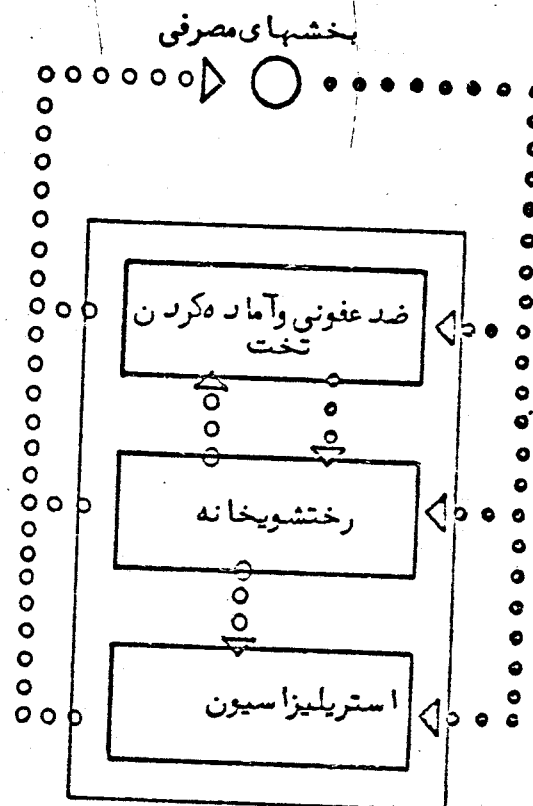 بخشهای مصرفی
ضد عفونی وآماده کردن
تخت
رختشویخانه
استریلیزاسیون